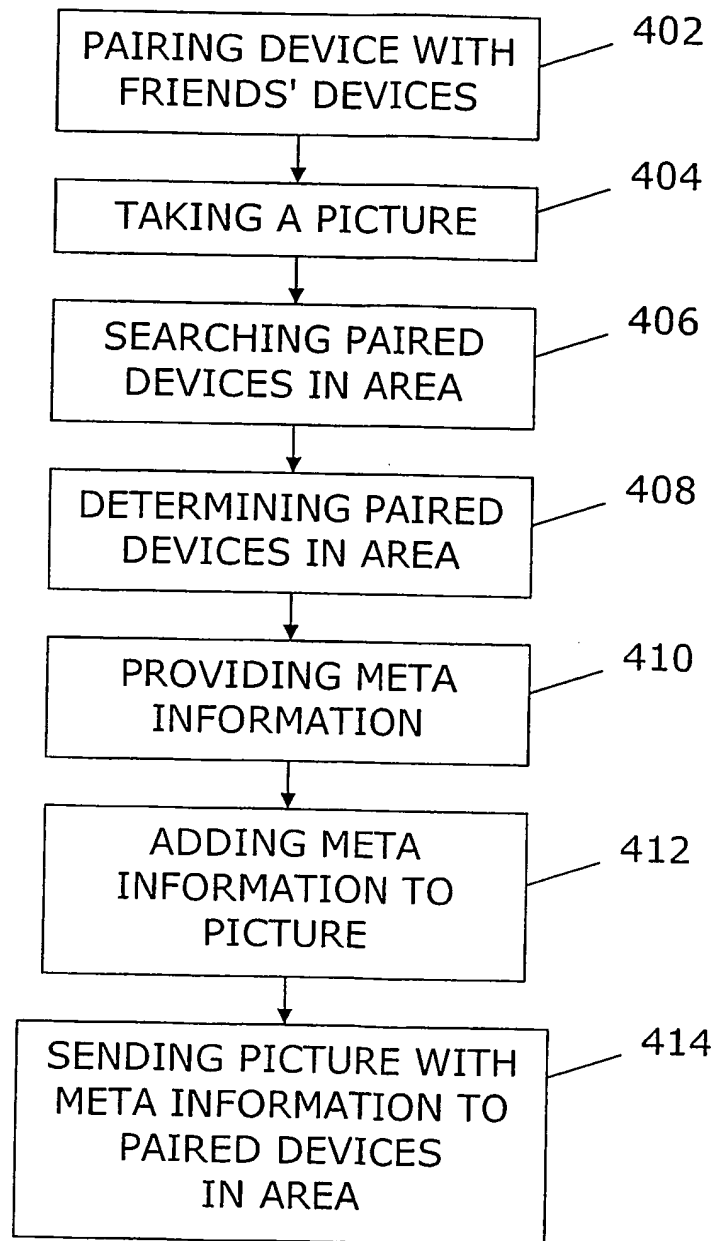 PAIRING DEVICE WITH
FRIENDS' DEVICES
402
TAKING A PICTURE
404
SEARCHING PAIRED
DEVICES IN AREA
406
DETERMINING PAIRED
DEVICES IN AREA
408
PROVIDING META
INFORMATION
410
ADDING META
INFORMATION TO
PICTURE
412
SENDING PICTURE WITH
META INFORMATION TO
PAIRED DEVICES
IN AREA
414